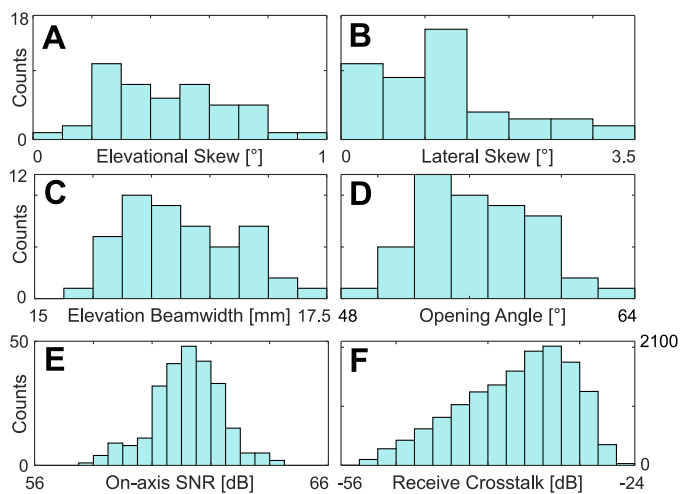 18
A
B
Counts
0
0 Elevational Skew [°] 1
0 Lateral Skew [°] 3.5
12
C
D
Counts
0
15 Elevation Beamwidth [mm] 17.5
48 Opening Angle [°] 64
50
E
F
2100
Counts
0
0
56 On-axis SNR [dB] 66
-56 Receive Crosstalk [dB] -24